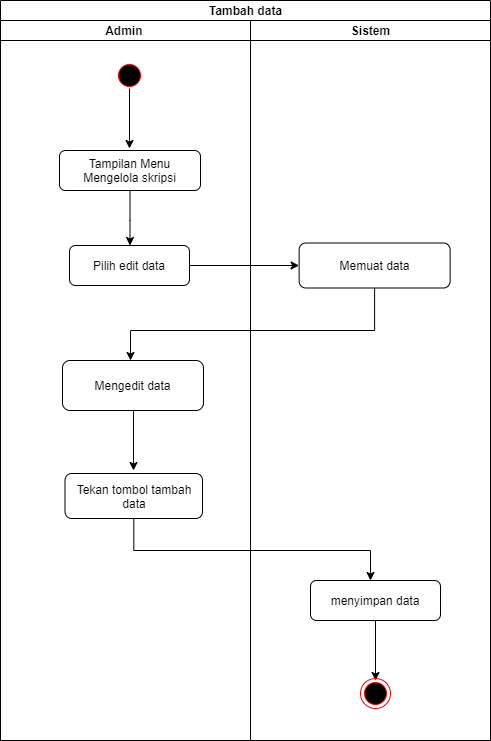 Tambah data
Admin
Sistem
Tampilan Menu
Mengelola skripsi
Pilih edit data
Memuat data
Mengedit data
Tekan tombol tambah
data
menyimpan data